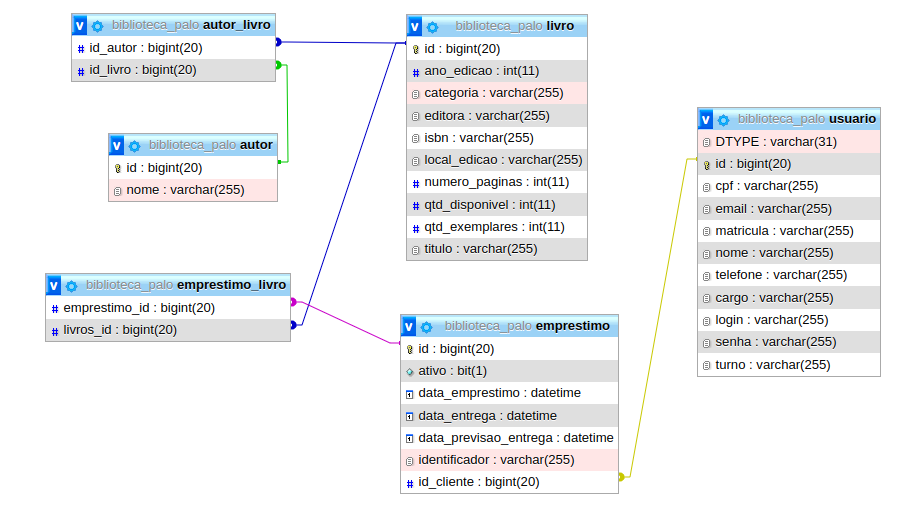 v biblioteca_palo autor_livro
# id_autor : bigint(20)
# id_livro : bigint(20)
v biblioteca_palo autor
id : bigint(20)
nome : varchar(255)
v biblioteca_palo emprestimo_livro
# emprestimo_id : bigint(20)
# livros_id : bigint(20)
v biblioteca_palo livro
id : bigint(20)
# ano_edicao : int(11)
categoria : varchar(255)
editora : varchar(255)
isbn : varchar(255)
local_edicao : varchar(255)
# numero_paginas : int(11)
# qtd_disponivel : int(11)
# qtd_exemplares : int(11)
titulo : varchar(255)
v biblioteca_palo emprestimo
id : bigint(20)
ativo : bit(1)
data_emprestimo : datetime
data_entrega : datetime
data_previsao_entrega : datetime
identificador : varchar(255)
# id_cliente : bigint(20)
v biblioteca_palo usuario
DTYPE : varchar(31)
id : bigint(20)
cpf : varchar(255)
email : varchar(255)
matricula : varchar(255)
nome : varchar(255)
telefone : varchar(255)
cargo : varchar(255)
login : varchar(255)
senha : varchar(255)
turno : varchar(255)